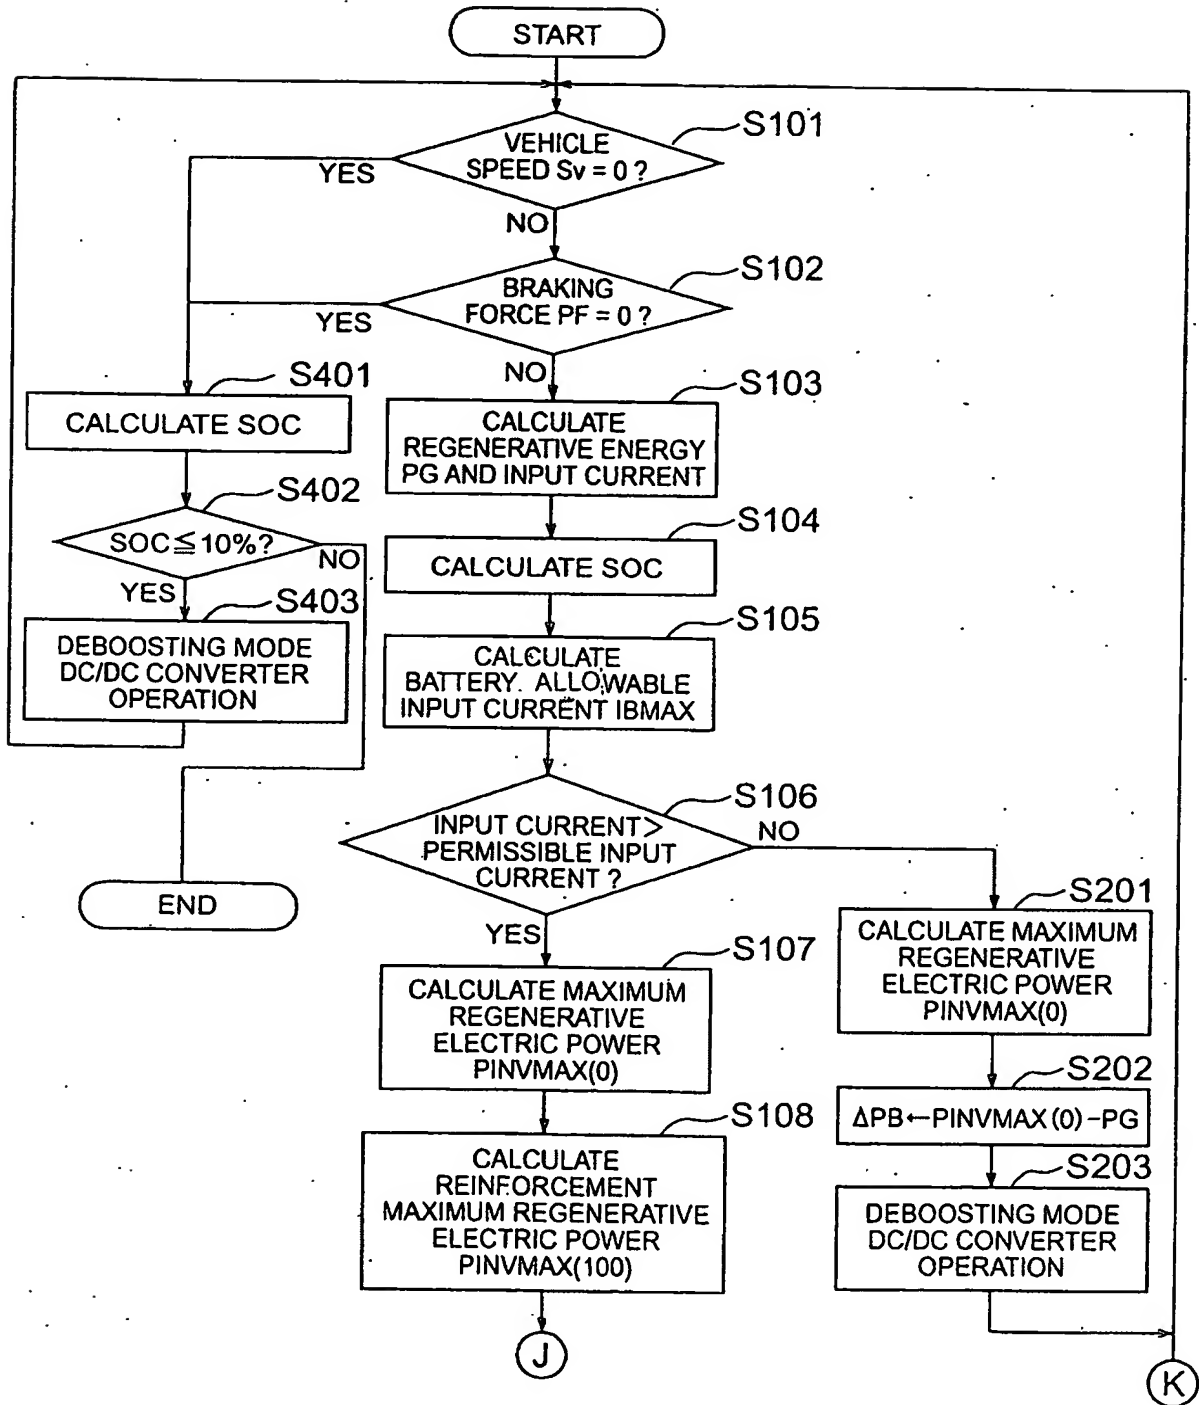 START
S101
VEHICLE
SPEED Sv = 0 ?
YES
NO
S102
BRAKING
FORCE PF = 0 ?
YES
NO
S401
CALCULATE SOC
S402
SOC≦10%?
NO
YES
S403
DEBOOSTING MODE
DC/DC CONVERTER
OPERATION
END
S103
CALCULATE
REGENERATIVE ENERGY
PG AND INPUT CURRENT
S104
CALCULATE SOC
S105
CALCULATE
BATTERY. ALLOWABLE
INPUT CURRENT IBMAX
S106
INPUT CURRENT>
PERMISSIBLE INPUT
CURRENT ?
NO
YES
S107
CALCULATE MAXIMUM
REGENERATIVE
ELECTRIC POWER
PINVMAX(0)
S108
CALCULATE
REINFORCEMENT
MAXIMUM REGENERATIVE
ELECTRIC POWER
PINVMAX(100)
J
S201
CALCULATE MAXIMUM
REGENERATIVE
ELECTRIC POWER
PINVMAX(0)
S202
ΔPB←PINVMAX(0)-PG
S203
DEBOOSTING MODE
DC/DC CONVERTER
OPERATION
K